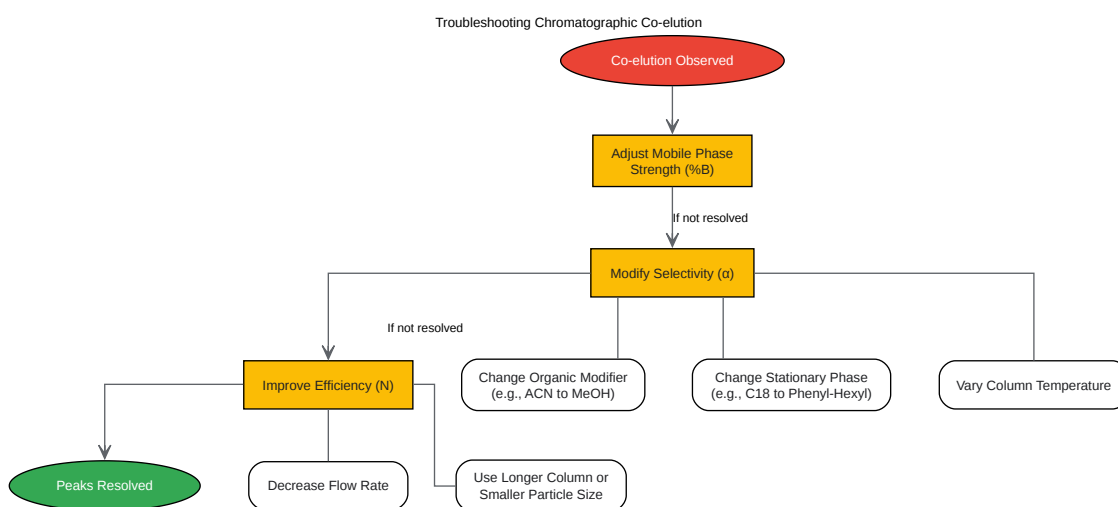 Troubleshooting Chromatographic Co-elution
Co-elution Observed
Adjust Mobile Phase
Strength (%B)
If not resolved
Modify Selectivity (α)
If not resolved
Improve Efficiency (N)
Change Organic Modifier
(e.g., ACN to MeOH)
Change Stationary Phase
(e.g., C18 to Phenyl-Hexyl)
Vary Column Temperature
Peaks Resolved
Decrease Flow Rate
Use Longer Column or
Smaller Particle Size